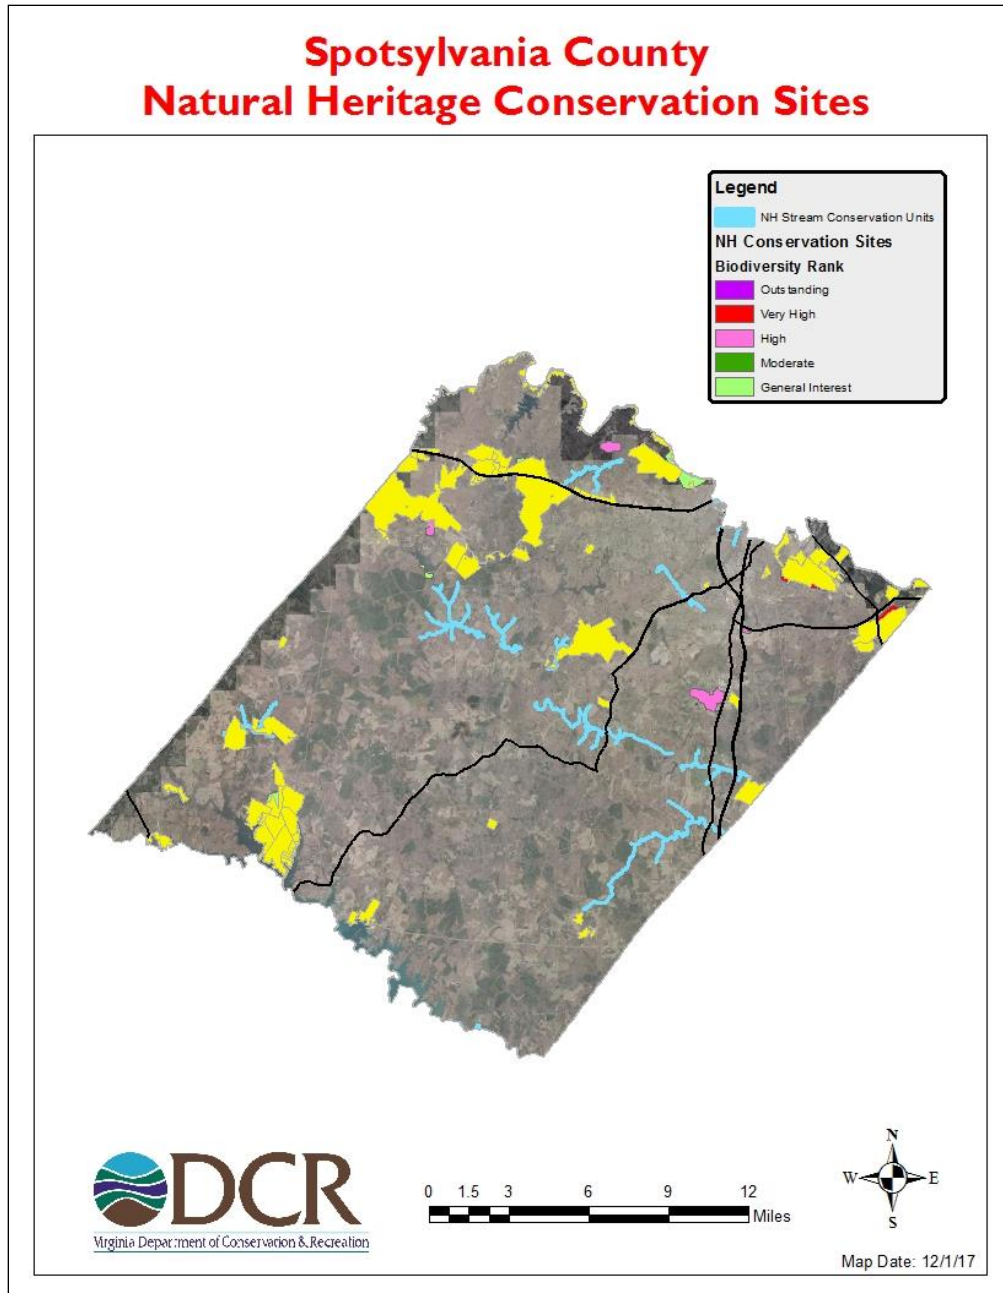 Spotsylvania County
Natural Heritage Conservation Sites
Legend
NH Stream Conservation Units
NH Conservation Sites
Biodiversity Rank
Outstanding
Very High
High
Moderate
General Interest
DCR
Virginia Department of Conservation & Recreation
0 1.5 3 6 9 12
Miles
N
W E
S
Map Date: 12/1/17